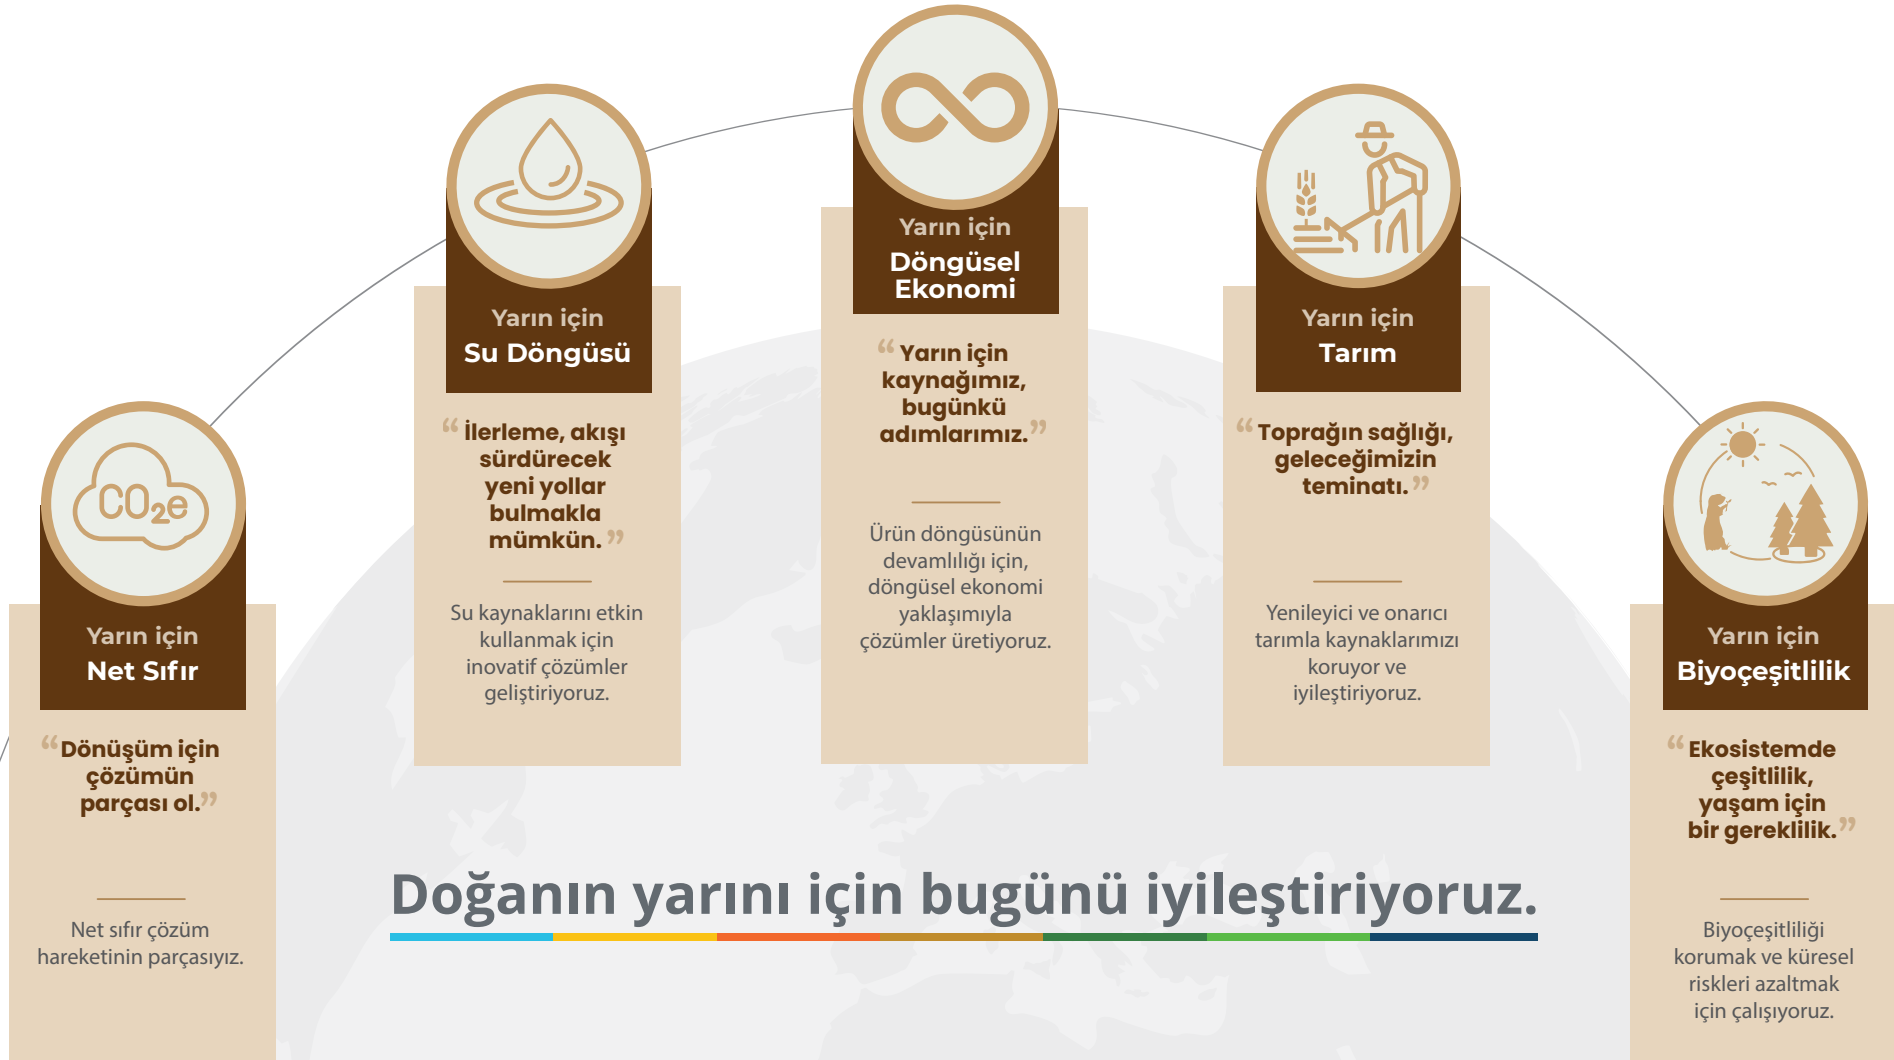 CO₂e
Yarın için
Net Sıfır
“Dönüşüm için
çözümün
parçası ol.”
Net sıfır çözüm
hareketinin parçasıyız.
Yarın için
Su Döngüsü
“İlerleme, akışı
sürdürecek
yeni yollar
bulmakla
mümkün.”
Su kaynaklarını etkin
kullanmak için
inovatif çözümler
geliştiriyoruz.
Yarın için
Döngüsel
Ekonomi
“Yarın için
kaynağımız,
bugünkü
adımlarımız.”
Ürün döngüsünün
devamlılığı için,
döngüsel ekonomi
yaklaşımıyla
çözümler üretiyoruz.
Yarın için
Tarım
“Toprağın sağlığı,
geleceğimizin
teminatı.”
Yenileyici ve onarıcı
tarımla kaynaklarımızı
koruyor ve
iyileştiriyoruz.
Yarın için
Biyoçeşitlilik
“Ekosistemde
çeşitlilik,
yaşam için
bir gereklilik.”
Biyoçeşitliliği
korumak ve küresel
riskleri azaltmak
için çalışıyoruz.
Doğanın yarını için bugünü iyileştiriyoruz.